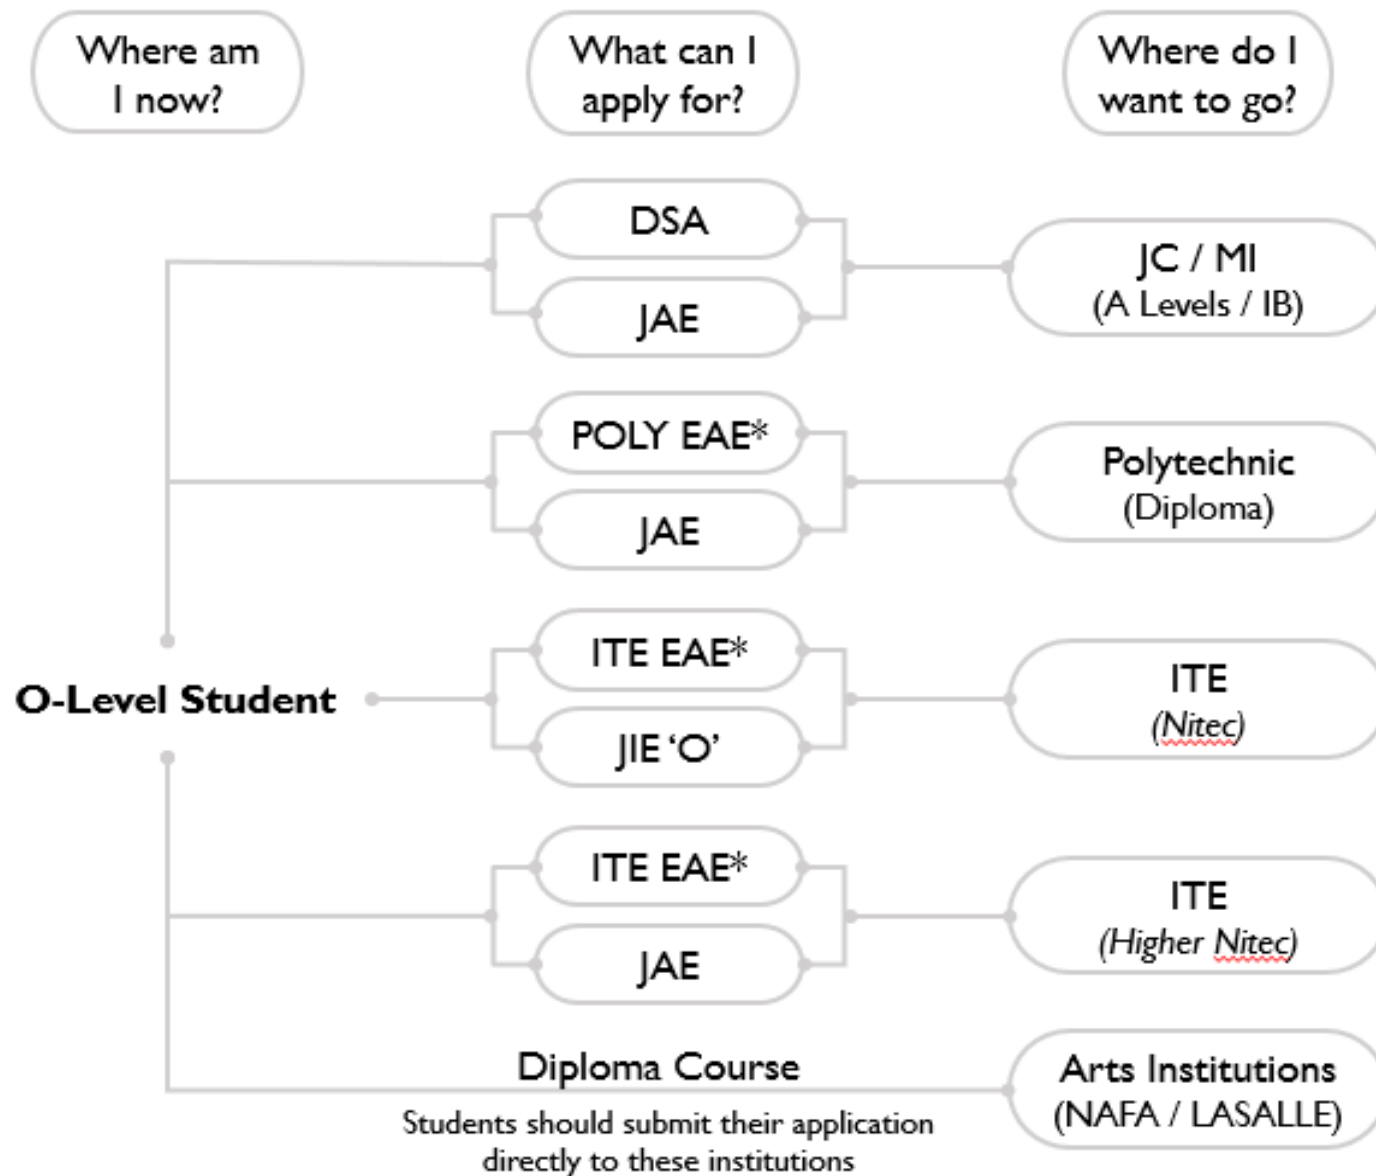 Where am
I now?
What can I
apply for?
Where do I
want to go?
DSA
JAE
JC / MI
(A Levels / IB)
POLY EAE*
JAE
Polytechnic
(Diploma)
O-Level Student
ITE EAE*
JIE ‘O’
ITE
(Nitec)
ITE EAE*
JAE
ITE
(Higher Nitec)
Diploma Course
Students should submit their application
directly to these institutions
Arts Institutions
(NAFA / LASALLE)